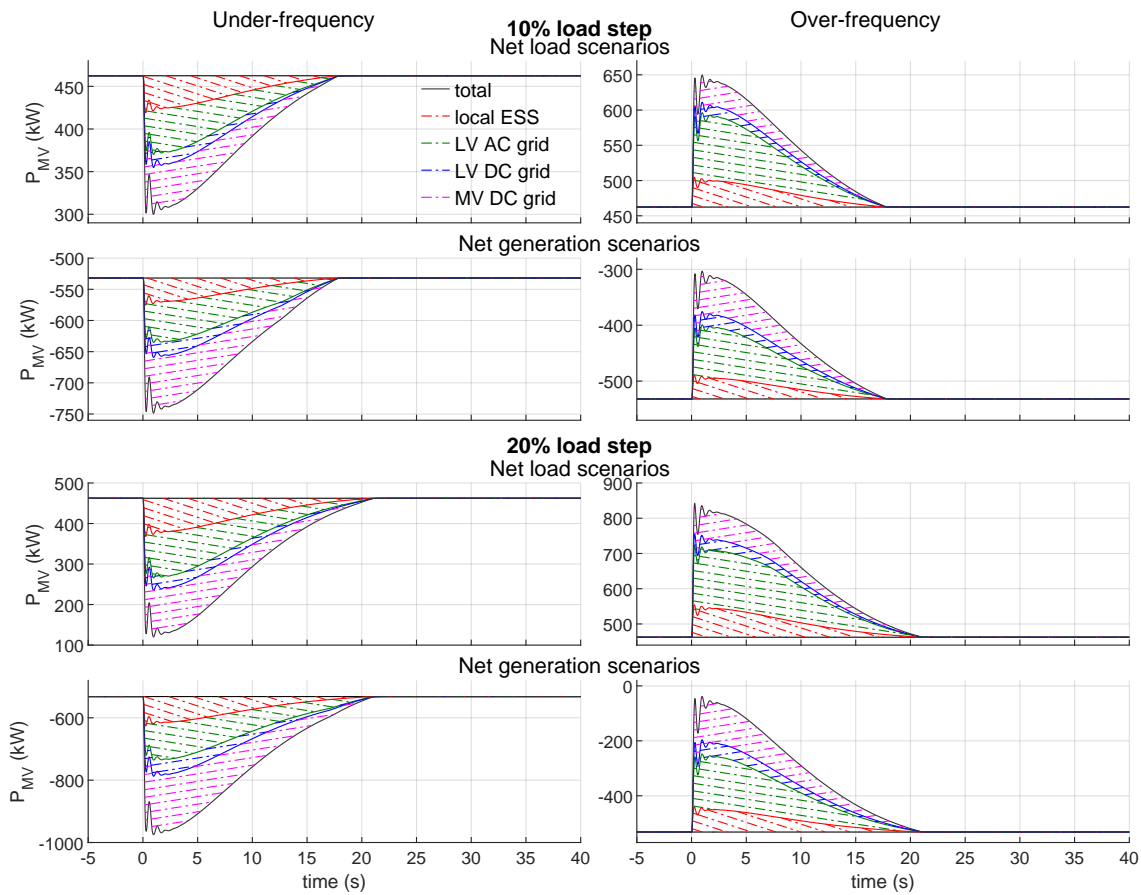 Under-frequency
Over-frequency
10% load step
Net load scenarios
P_MV (kW)
450
400
350
300
total
local ESS
LV AC grid
LV DC grid
MV DC grid
650
600
550
500
450
Net generation scenarios
P_MV (kW)
-500
-550
-600
-650
-700
-750
-300
-400
-500
20% load step
Net load scenarios
P_MV (kW)
500
400
300
200
100
900
800
700
600
500
Net generation scenarios
P_MV (kW)
-600
-800
-1000
0
-200
-400
-5 0 5 10 15 20 25 30 35 40
-5 0 5 10 15 20 25 30 35 40
time (s)
time (s)